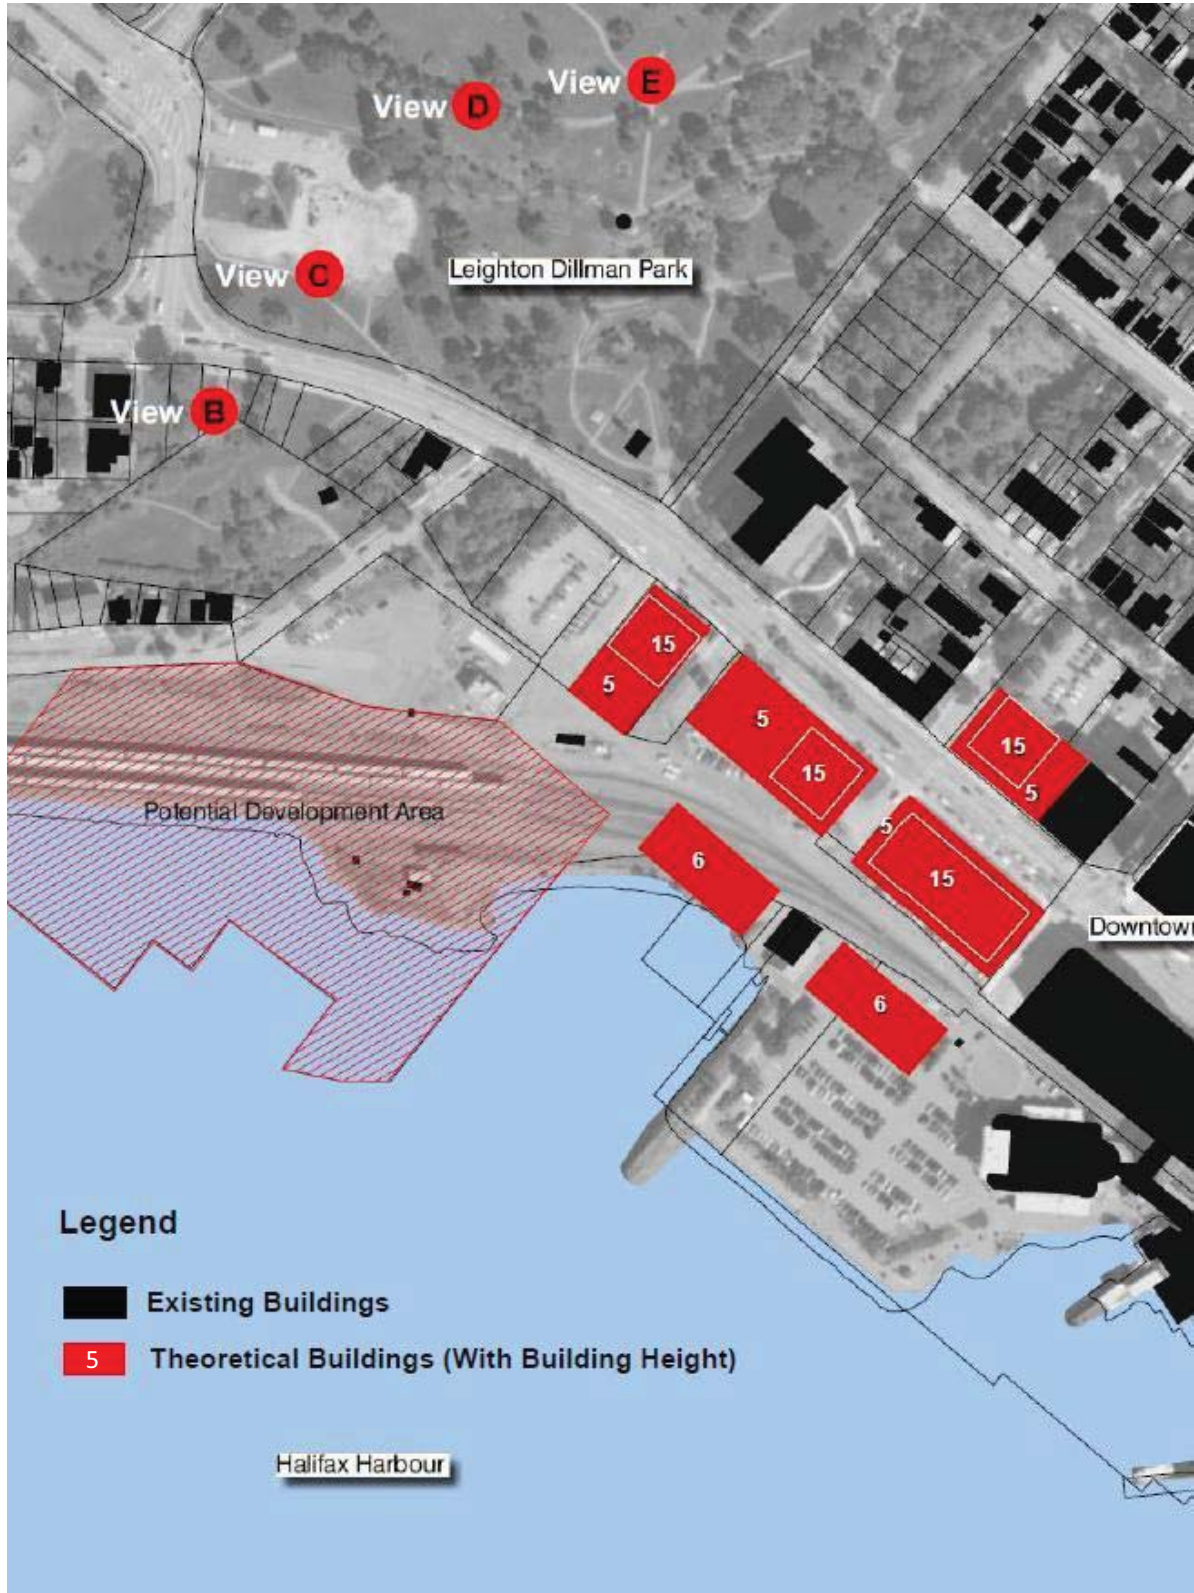 View E
View D
View C
Leighton Dillman Park
View B
15
5
5
15
15
5
5
15
6
6
Potential Development Area
Downtown
Legend
Existing Buildings
5 Theoretical Buildings (With Building Height)
Halifax Harbour